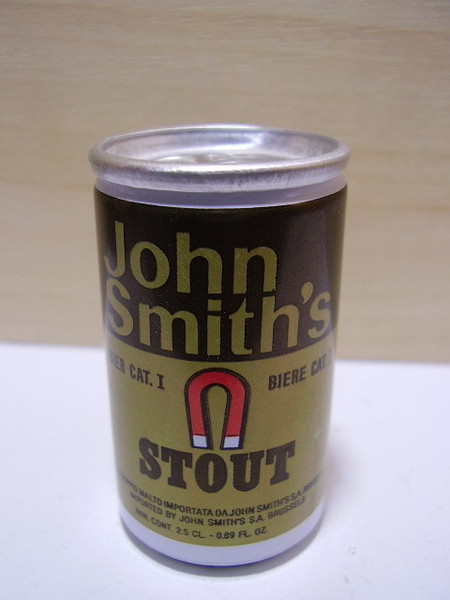 John
Smith's
BIER CAT. I
BIERE CAT.
STOUT
MALTO IMPORTATA DA JOHN SMITH'S S.A.
IMPORTED BY JOHN SMITH'S S.A. BRUSSELS
MIN. CONT. 2.5 CL. - 0.89 FL. OZ.